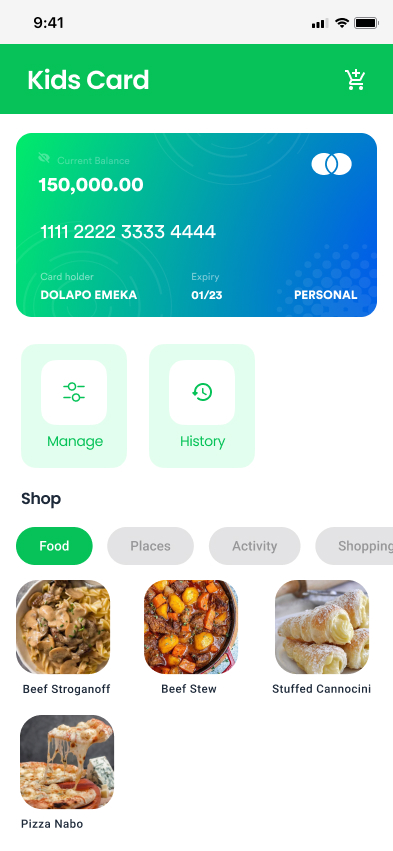 9:41
Kids Card
Current Balance
150,000.00
1111 2222 3333 4444
Card holder Expiry
DOLAPO EMEKA 01/23 PERSONAL
Manage History
Shop
Food Places Activity Shopping
Beef Stroganoff Beef Stew Stuffed Cannocini
Pizza Nabo